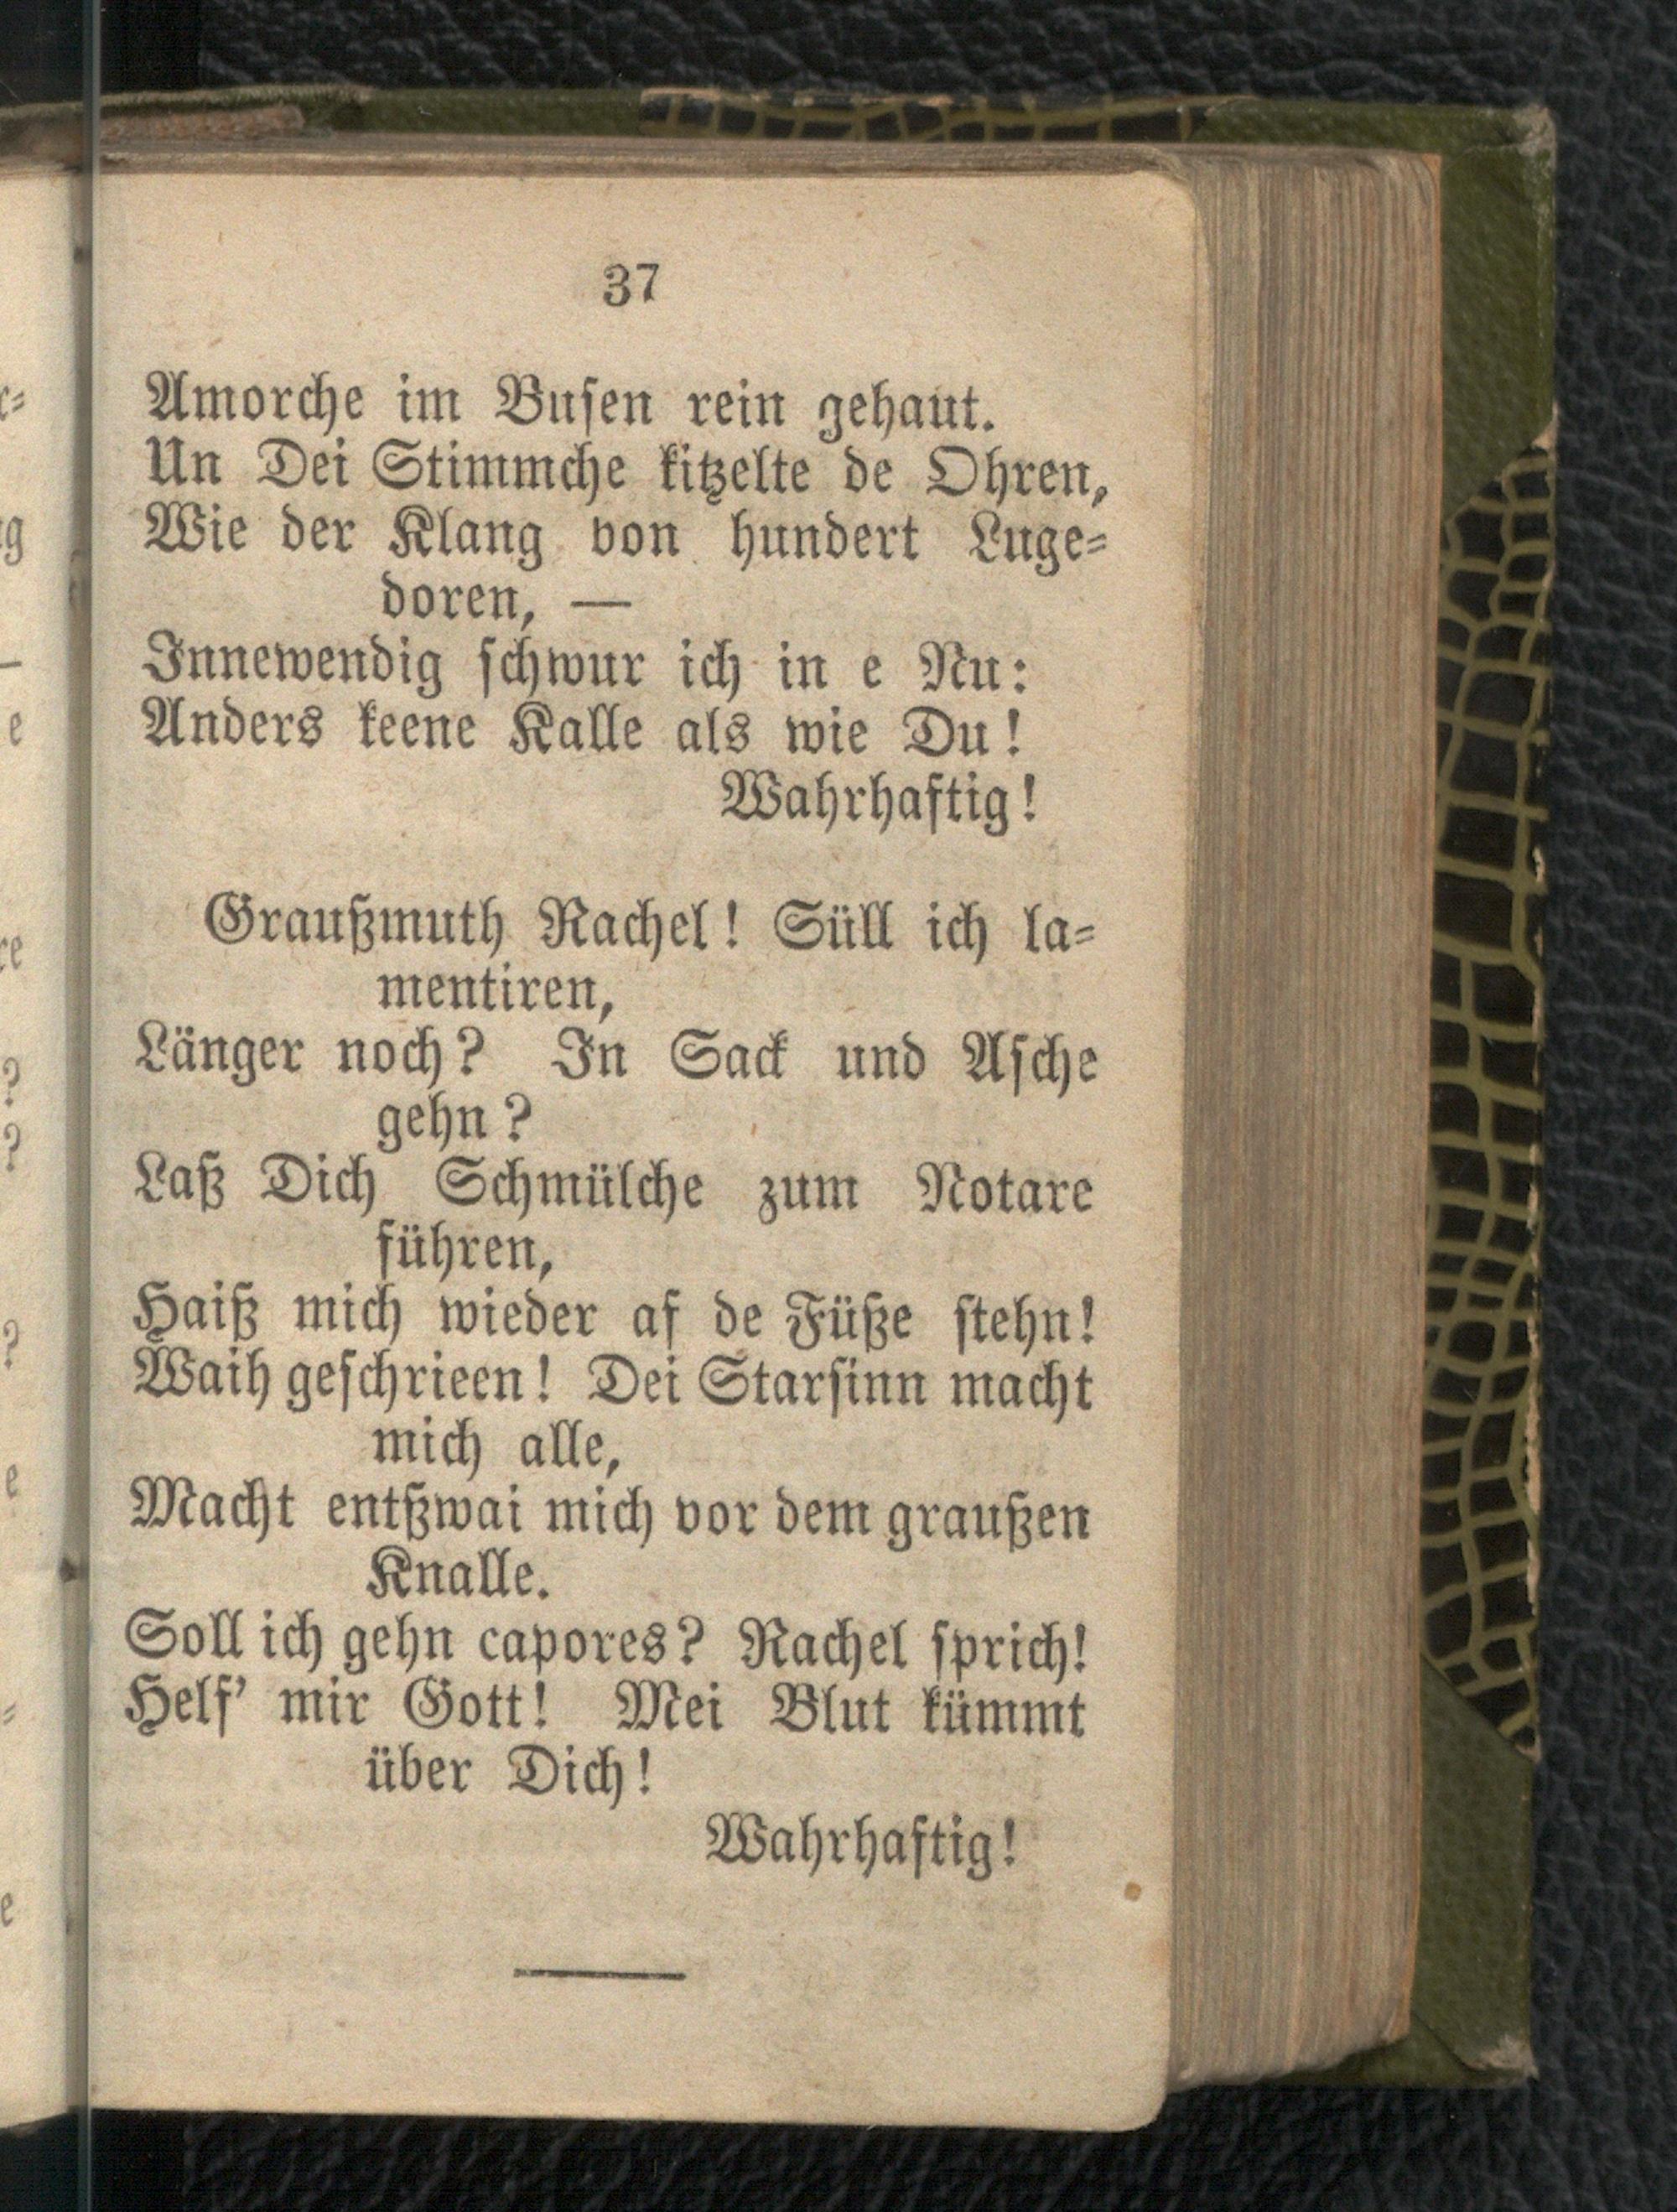 37
Amorche im Busen rein gehaut.
Un Dei Stimmche kitzelte de Ohren,
Wie der Klang von hundert Luge-
doren, —
Innewendig schwur ich in e Nu:
Anders keene Kalle als wie Du!
Wahrhaftig!
Graußmuth Rachel! Süll ich la-
mentiren,
Länger noch? In Sack und Asche
gehn?
Laß Dich Schmülche zum Notare
führen,
Haiß mich wieder af de Füße stehn!
Waih geschrieen! Dei Starsinn macht
mich alle,
Macht entßwai mich vor dem graußen
Knalle.
Soll ich gehn capores? Rachel sprich!
Helf' mir Gott! Mei Blut kümmt
über Dich!
Wahrhaftig!